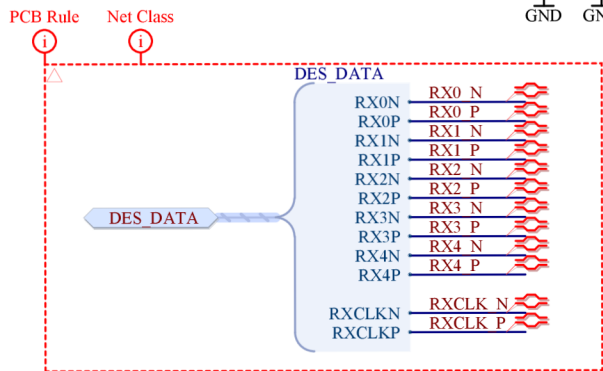 PCB Rule Net Class
GND GN
i i
DES_DATA
RX0N RX0_N
RX0P RX0_P
RX1N RX1_N
RX1P RX1_P
RX2N RX2_N
RX2P RX2_P
DES_DATA
RX3N RX3_N
RX3P RX3_P
RX4N RX4_N
RX4P RX4_P
RXCLKN RXCLK_N
RXCLKP RXCLK_P